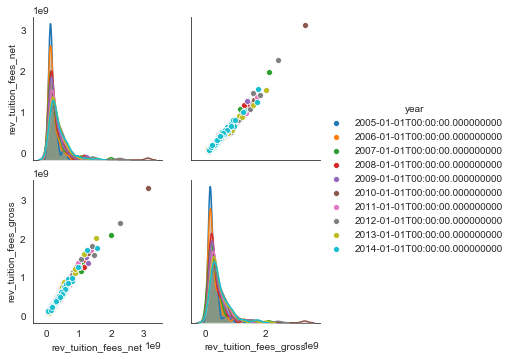 1e9
3
2
1
0
rev_tuition_fees_net
year
2005-01-01T00:00:00.000000000
2006-01-01T00:00:00.000000000
2007-01-01T00:00:00.000000000
2008-01-01T00:00:00.000000000
2009-01-01T00:00:00.000000000
2010-01-01T00:00:00.000000000
2011-01-01T00:00:00.000000000
2012-01-01T00:00:00.000000000
2013-01-01T00:00:00.000000000
2014-01-01T00:00:00.000000000
1e9
3
2
1
0
rev_tuition_fees_gross
0 1 2 3
1e9
rev_tuition_fees_net
0 2
1e9
rev_tuition_fees_gross